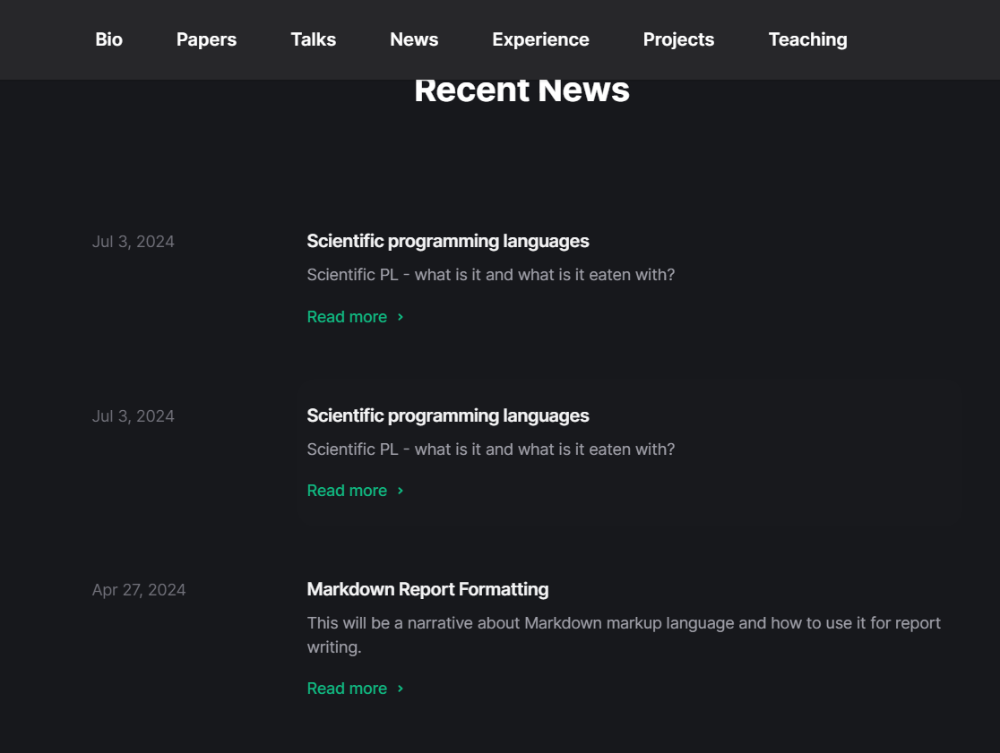 Bio Papers Talks News Experience Projects Teaching
Recent News
Jul 3, 2024
Scientific programming languages
Scientific PL - what is it and what is it eaten with?
Read more ›
Jul 3, 2024
Scientific programming languages
Scientific PL - what is it and what is it eaten with?
Read more ›
Apr 27, 2024
Markdown Report Formatting
This will be a narrative about Markdown markup language and how to use it for report
writing.
Read more ›